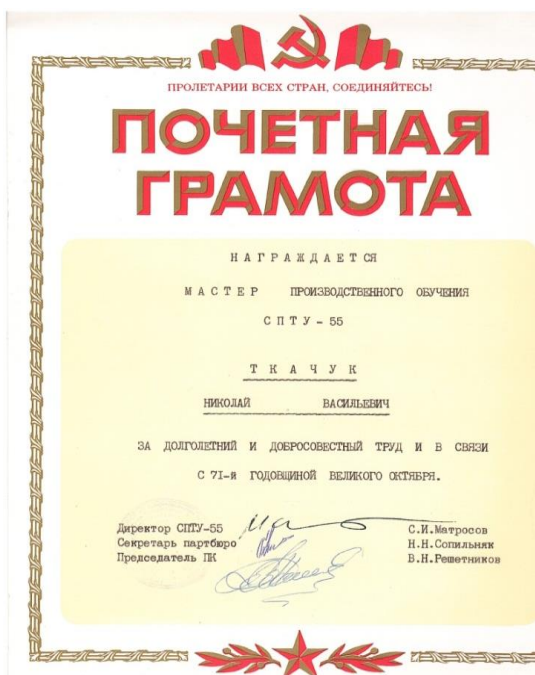 ПРОЛЕТАРИИ ВСЕХ СТРАН, СОЕДИНЯЙТЕСЬ!
ПОЧЕТНАЯ
ГРАМОТА
НАГРАЖДАЕТСЯ
МАСТЕР ПРОИЗВОДСТВЕННОГО ОБУЧЕНИЯ
СПТУ-55
ТКАЧУК
НИКОЛАЙ ВАСИЛЬЕВИЧ
ЗА ДОЛГОЛЕТНИЙ И ДОБРОСОВЕСТНЫЙ ТРУД И В СВЯЗИ
С 7I-й ГОДОВЩИНОЙ ВЕЛИКОГО ОКТЯБРЯ.
Директор СПТУ-55 С.И.Матросов
Секретарь партбюро Н.Н.Сопильняк
Председатель ПК В.Н.Решетников